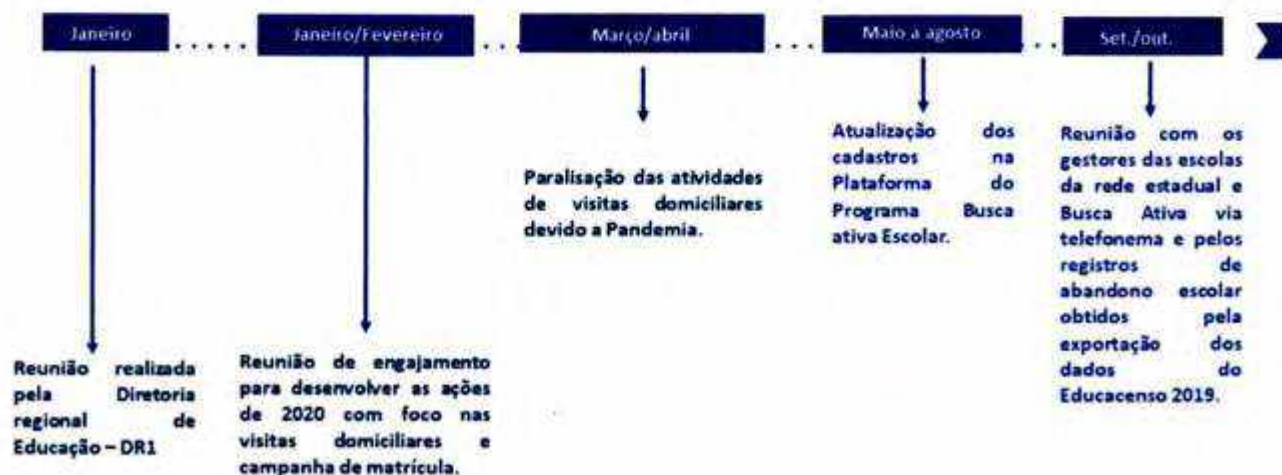 Janeiro
Janeiro/Fevereiro
Março/abril
Maio a agosto
Set./out.
Reunião realizada
pela Diretoria
regional de
Educação – DR1
Reunião de engajamento
para desenvolver as ações
de 2020 com foco nas
visitas domiciliares e
campanha de matrícula.
Paralisação das atividades
de visitas domiciliares
devido a Pandemia.
Atualização dos
cadastros na
Plataforma do
Programa Busca
ativa Escolar.
Reunião com os
gestores das escolas
da rede estadual e
Busca Ativa via
telefonema e pelos
registros de
abandono escolar
obtidos pela
exportação dos
dados do
Educacenso 2019.